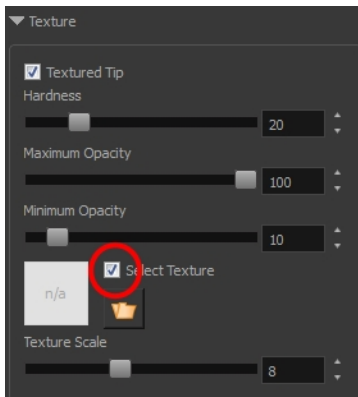 Texture
Textured Tip
Hardness
20
Maximum Opacity
100
Minimum Opacity
10
Select Texture
n/a
Texture Scale
8